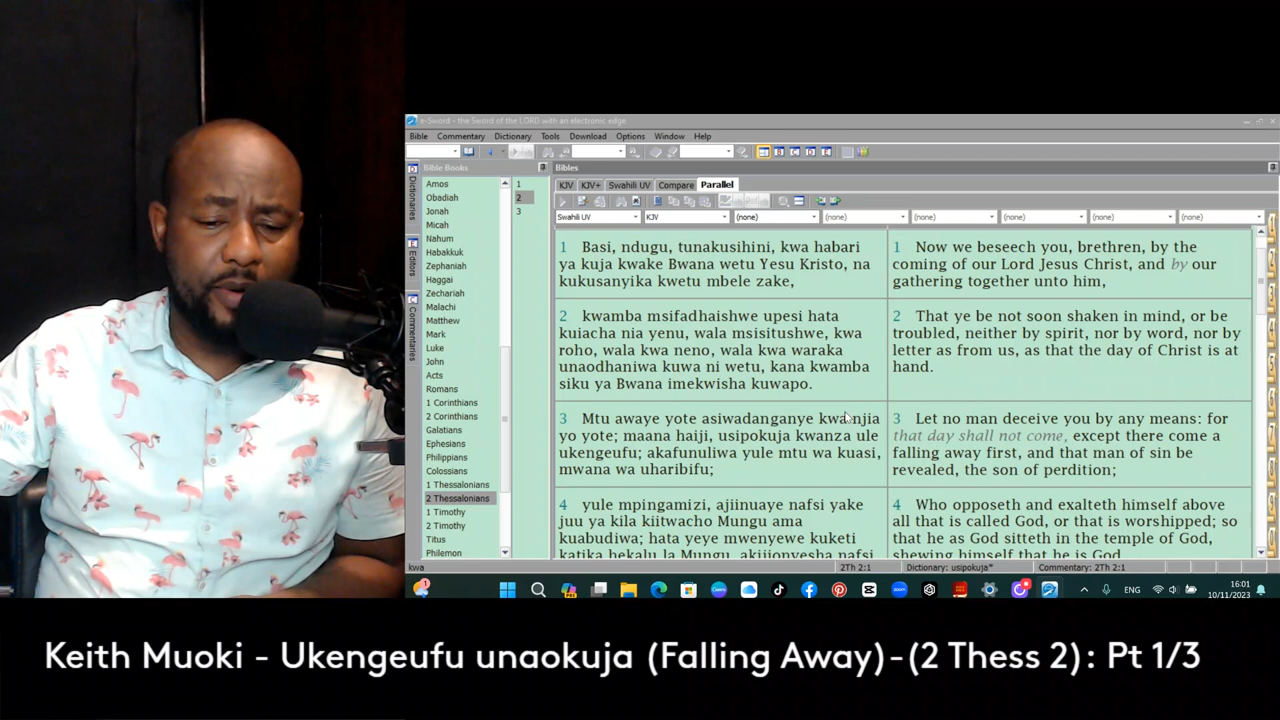 e-Sword - the Sword of the LORD with an electronic edge
Bible Commentary Dictionary Tools Download Options Window Help
Bible Books
Bibles
Dictionaries
Editors
Commentaries
Amos
Obadiah
Jonah
Micah
Nahum
Habakkuk
Zephaniah
Haggai
Zechariah
Malachi
Matthew
Mark
Luke
John
Acts
Romans
1 Corinthians
2 Corinthians
Galatians
Ephesians
Philippians
Colossians
1 Thessalonians
2 Thessalonians
1 Timothy
2 Timothy
Titus
Philemon
1
2
3
KJV KJV+ Swahili UV Compare Parallel
Swahili UV KJV (none) (none) (none) (none) (none) (none)
1 Basi, ndugu, tunakusihini, kwa habari
ya kuja kwake Bwana wetu Yesu Kristo, na
kukusanyika kwetu mbele zake,
1 Now we beseech you, brethren, by the
coming of our Lord Jesus Christ, and by our
gathering together unto him,
2 kwamba msifadhaishwe upesi hata
kuiacha nia yenu, wala msisitushwe, kwa
roho, wala kwa neno, wala kwa waraka
unaodhaniwa kuwa ni wetu, kana kwamba
siku ya Bwana imekwisha kuwapo.
2 That ye be not soon shaken in mind, or be
troubled, neither by spirit, nor by word, nor by
letter as from us, as that the day of Christ is at
hand.
3 Mtu awaye yote asiwadanganye kwa njia
yo yote; maana haiji, usipokuja kwanza ule
ukengeufu; akafunuliwa yule mtu wa kuasi,
mwana wa uharibifu;
3 Let no man deceive you by any means: for
that day shall not come, except there come a
falling away first, and that man of sin be
revealed, the son of perdition;
4 yule mpingamizi, ajiinuaye nafsi yake
juu ya kila kiitwacho Mungu ama
kuabudiwa; hata yeye mwenyewe kuketi
katika hekalu la Mungu, akijionyesha nafsi
4 Who opposeth and exalteth himself above
all that is called God, or that is worshipped; so
that he as God sitteth in the temple of God,
shewing himself that he is God.
kwa
2Th 2:1
Dictionary: usipokuja*
Commentary: 2Th 2:1
ENG
16:01
10/11/2023
Keith Muoki - Ukengeufu unaokuja (Falling Away)-(2 Thess 2): Pt 1/3